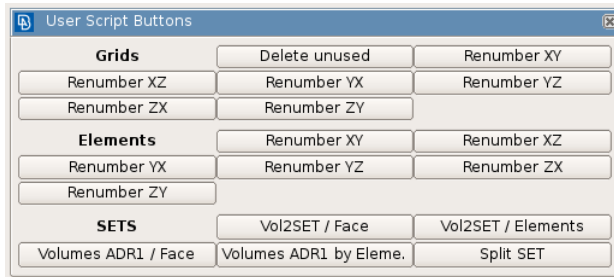 User Script Buttons
Grids Delete unused Renumber XY
Renumber XZ Renumber YX Renumber YZ
Renumber ZX Renumber ZY
Elements Renumber XY Renumber XZ
Renumber YX Renumber YZ Renumber ZX
Renumber ZY
SETS Vol2SET / Face Vol2SET / Elements
Volumes ADR1 / Face Volumes ADR1 by Eleme. Split SET